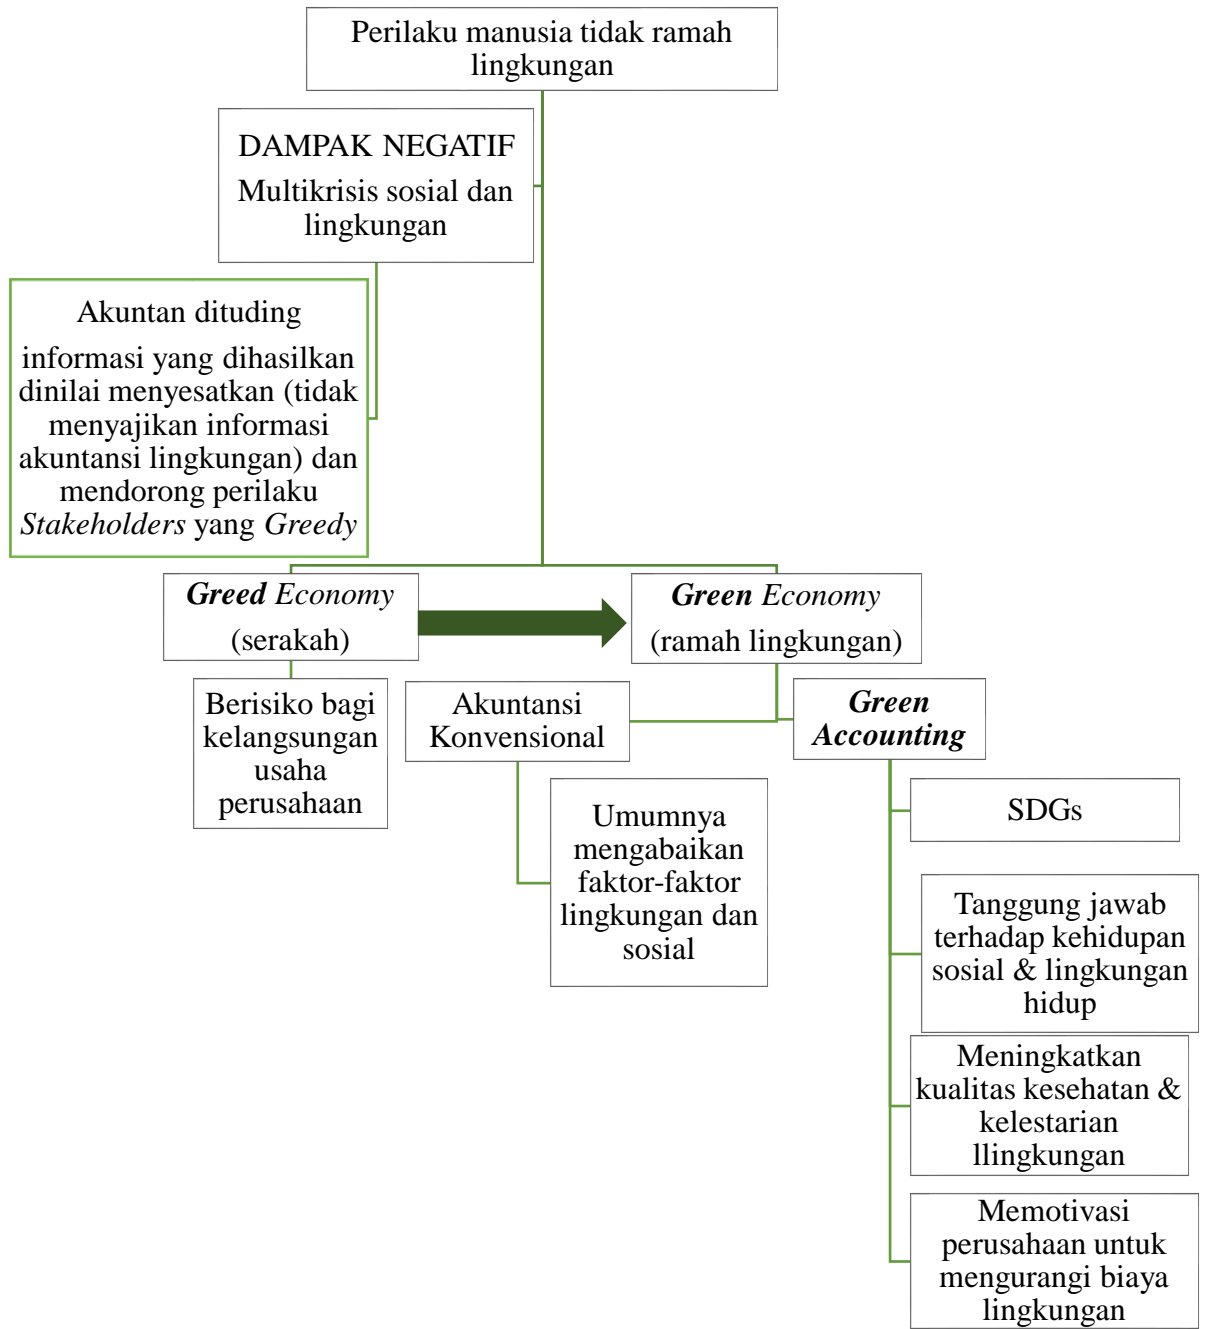 Perilaku manusia tidak ramah
lingkungan
DAMPAK NEGATIF
Multikrisis sosial dan
lingkungan
Akuntan dituding
informasi yang dihasilkan
dinilai menyesatkan (tidak
menyajikan informasi
akuntansi lingkungan) dan
mendorong perilaku
Stakeholders yang Greedy
Greed Economy
(serakah)
Green Economy
(ramah lingkungan)
Berisiko bagi
kelangsungan
usaha
perusahaan
Akuntansi
Konvensional
Green
Accounting
Umumnya
mengabaikan
faktor-faktor
lingkungan dan
sosial
SDGs
Tanggung jawab
terhadap kehidupan
sosial & lingkungan
hidup
Meningkatkan
kualitas kesehatan &
kelestarian
llingkungan
Memotivasi
perusahaan untuk
mengurangi biaya
lingkungan